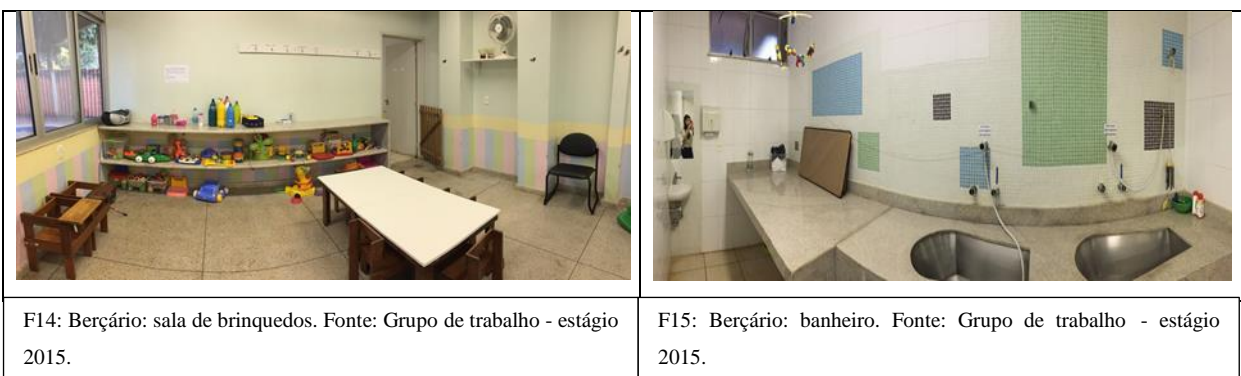 F14: Berçário: sala de brinquedos. Fonte: Grupo de trabalho - estágio
2015.
F15: Berçário: banheiro. Fonte: Grupo de trabalho - estágio
2015.